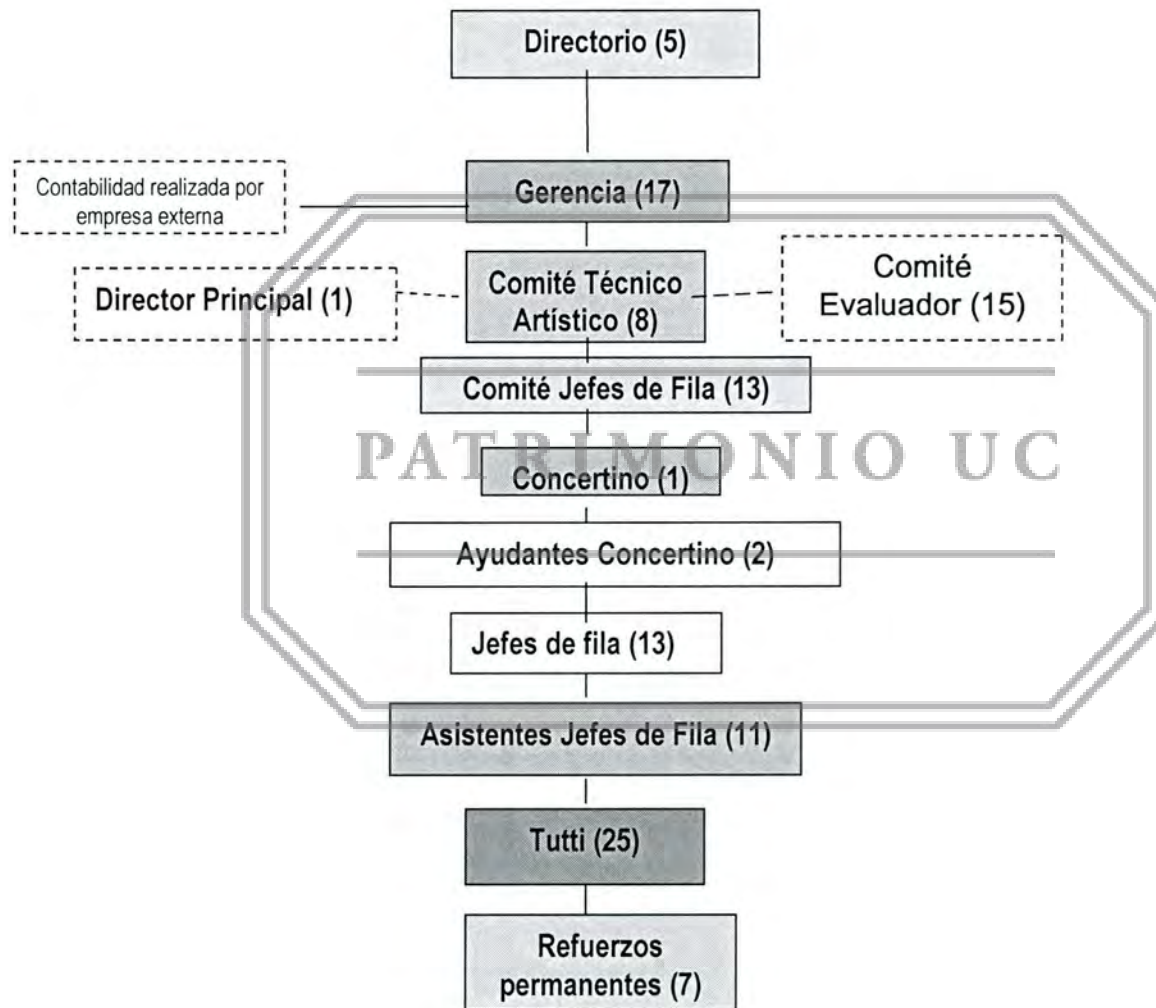 Directorio (5)
Contabilidad realizada por
empresa externa
Gerencia (17)
Director Principal (1)
Comité Técnico
Artístico (8)
Comité
Evaluador (15)
Comité Jefes de Fila (13)
PATRIMONIO UC
Concertino (1)
Ayudantes Concertino (2)
Jefes de fila (13)
Asistentes Jefes de Fila (11)
Tutti (25)
Refuerzos
permanentes (7)